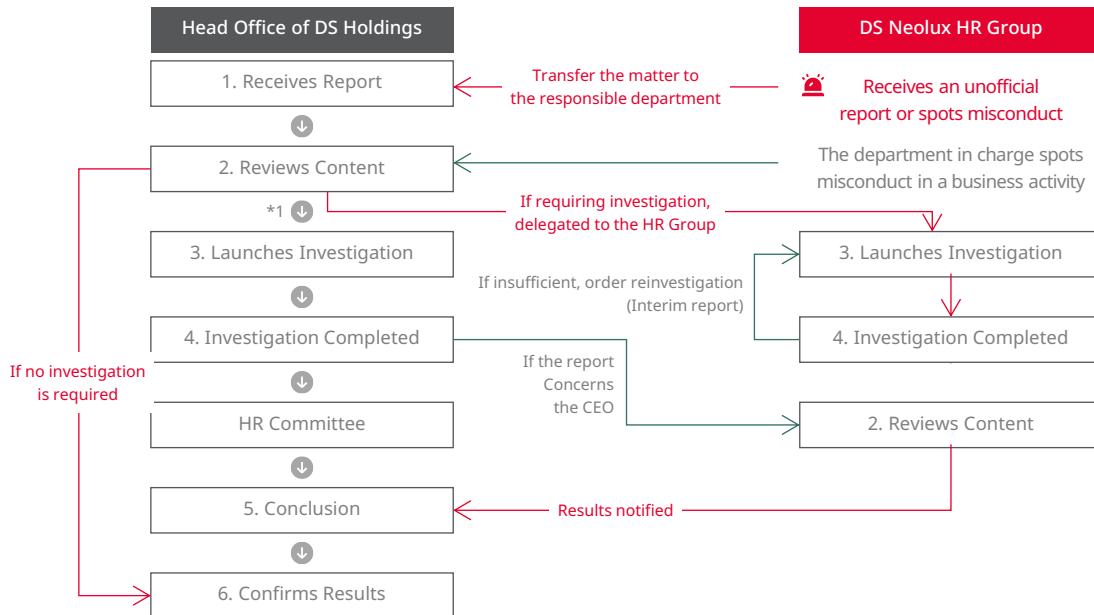 Head Office of DS Holdings
DS Neolux HR Group
1. Receives Report
Transfer the matter to
the responsible department
Receives an unofficial
report or spots misconduct
2. Reviews Content
The department in charge spots
misconduct in a business activity
*1
If requiring investigation,
delegated to the HR Group
3. Launches Investigation
3. Launches Investigation
If insufficient, order reinvestigation
(Interim report)
4. Investigation Completed
4. Investigation Completed
If no investigation
is required
If the report
Concerns
the CEO
HR Committee
2. Reviews Content
5. Conclusion
Results notified
6. Confirms Results